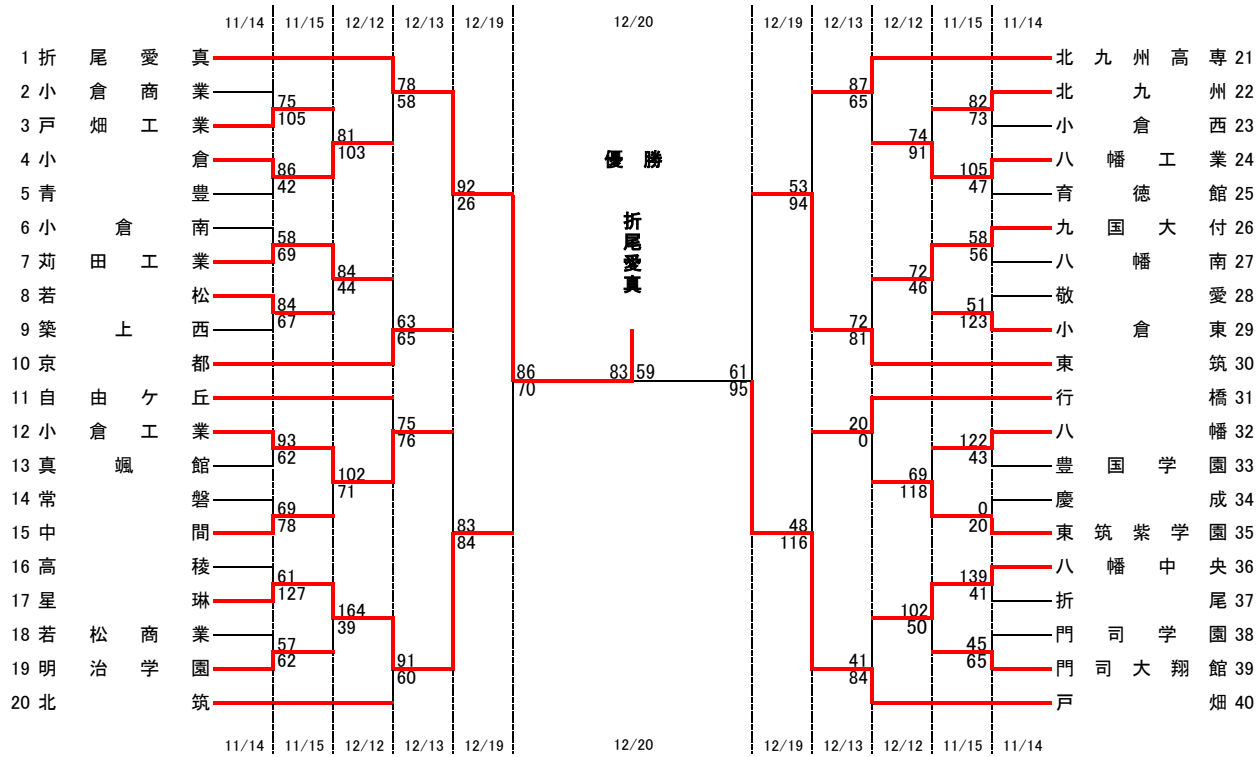 11/14 11/15 12/12 12/13 12/19 12/20 12/19 12/13 12/12 11/15 11/14
1 折尾愛真 北九州高専 21
78 87
2 小倉商業 北九州 22
58 65
75 82
105 73
3 戸畑工業 小倉西 23
81 74
103 91
4 小倉 優勝 八幡工業 24
86 105
42 47
5 青豊 92 53 育徳館 25
26 94
6 小倉南 折尾愛真 九国大付 26
58 58
69 56
7 苅田工業 八幡南 27
84 72
44 46
8 若松 敬愛 28
84 51
67 123
9 築上西 63 72 小倉東 29
65 81
10 京都 東筑 30
86 83 59 61
70 95
11 自由ケ丘 行橋 31
12 小倉工業 75 20 八幡 32
76 0
93 122
62 43
13 真颯館 豊国学園 33
102 69
71 118
14 常磐 慶成 34
69 0
78 20
15 中間 83 48 東筑紫学園 35
84 116
16 高稜 八幡中央 36
61 139
127 41
17 星琳 折尾 37
164 102
39 50
18 若松商業 門司学園 38
57 45
62 65
19 明治学園 91 41 門司大翔館 39
60 84
20 北筑 戸畑 40
11/14 11/15 12/12 12/13 12/19 12/20 12/19 12/13 12/12 11/15 11/14